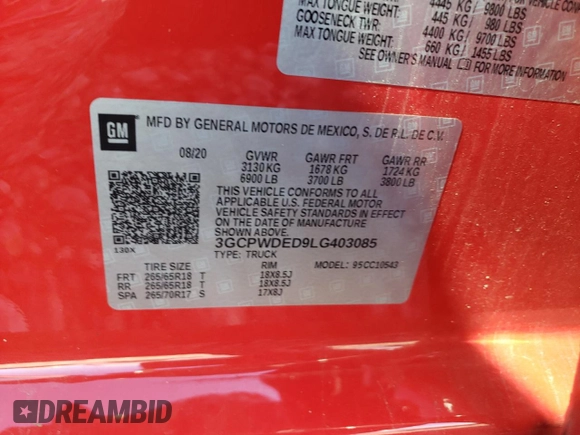 4445 KG/ 9800 LBS
MAX TONGUE WEIGHT: 445 KG/ 980 LBS
GOOSENECK TWR: 4400 KG/ 9700 LBS
MAX TONGUE WEIGHT: 660 KG/ 1455 LBS
SEE OWNER'S MANUAL FOR MORE INFORMATION
GM MFD BY GENERAL MOTORS DE MEXICO, S. DE R.L. DE C.V.
08/20 GVWR GAWR FRT GAWR RR
3130 KG 1678 KG 1724 KG
6900 LB 3700 LB 3800 LB
THIS VEHICLE CONFORMS TO ALL
APPLICABLE U.S. FEDERAL MOTOR
VEHICLE SAFETY STANDARDS IN
EFFECT ON THE DATE OF MANUFACTURE
SHOWN ABOVE.
130X 3GCPWDED9LG403085
TYPE: TRUCK MODEL: 95CC10543
TIRE SIZE RIM
FRT 265/65R18 T 18X8.5J
RR 265/65R18 T 18X8.5J
SPA 265/70R17 S 17X8J
DREAMBID